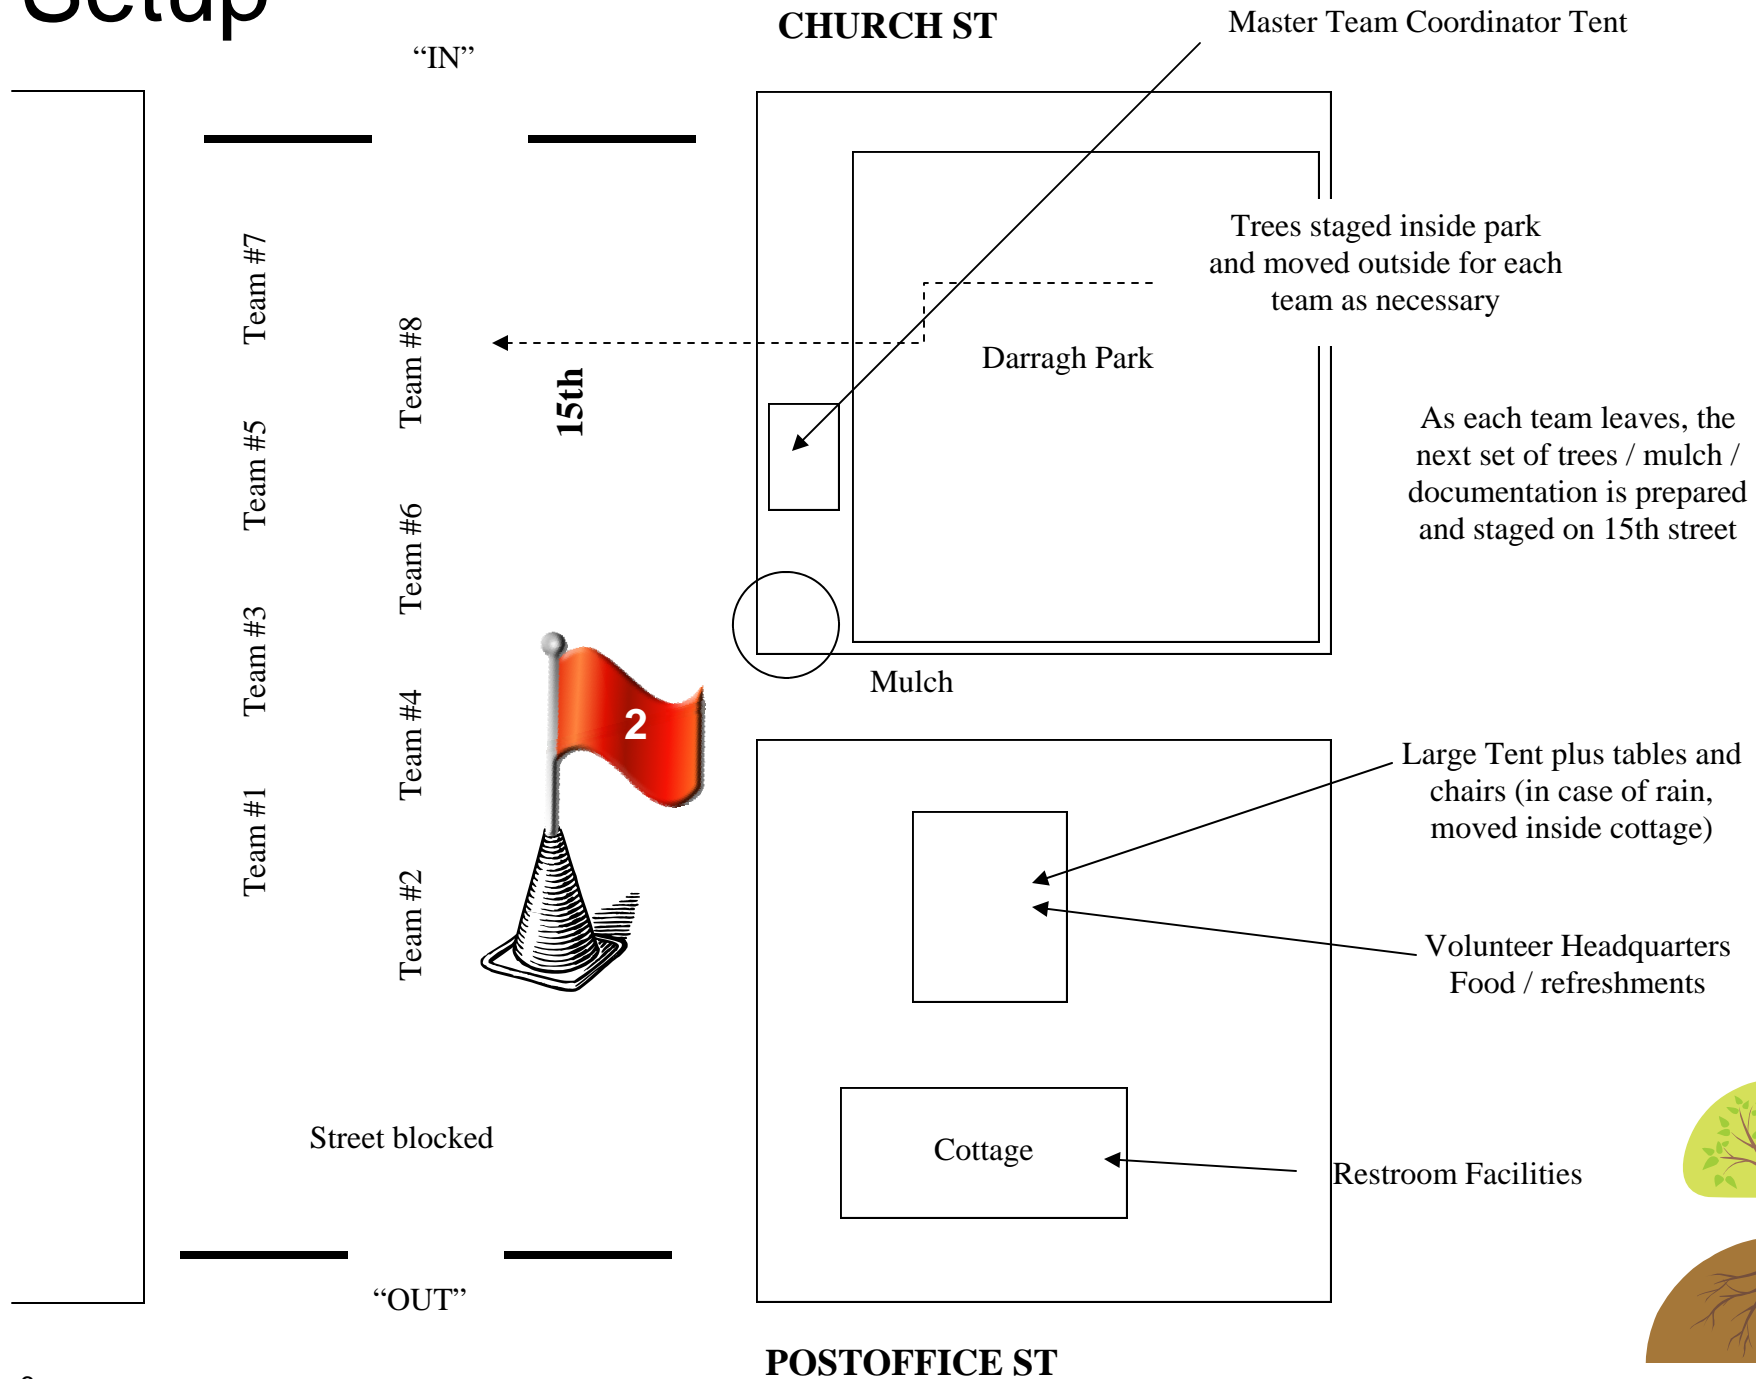 Setup
CHURCH ST
Master Team Coordinator Tent
“IN”
Trees staged inside park
and moved outside for each
team as necessary
Team #7
Team #8
15th
Darragh Park
As each team leaves, the
next set of trees / mulch /
documentation is prepared
and staged on 15th street
Team #5
Team #6
Team #3
Mulch
Team #4
2
Large Tent plus tables and
chairs (in case of rain,
moved inside cottage)
Team #1
Team #2
Volunteer Headquarters
Food / refreshments
Street blocked
Cottage
Restroom Facilities
“OUT”
POSTOFFICE ST